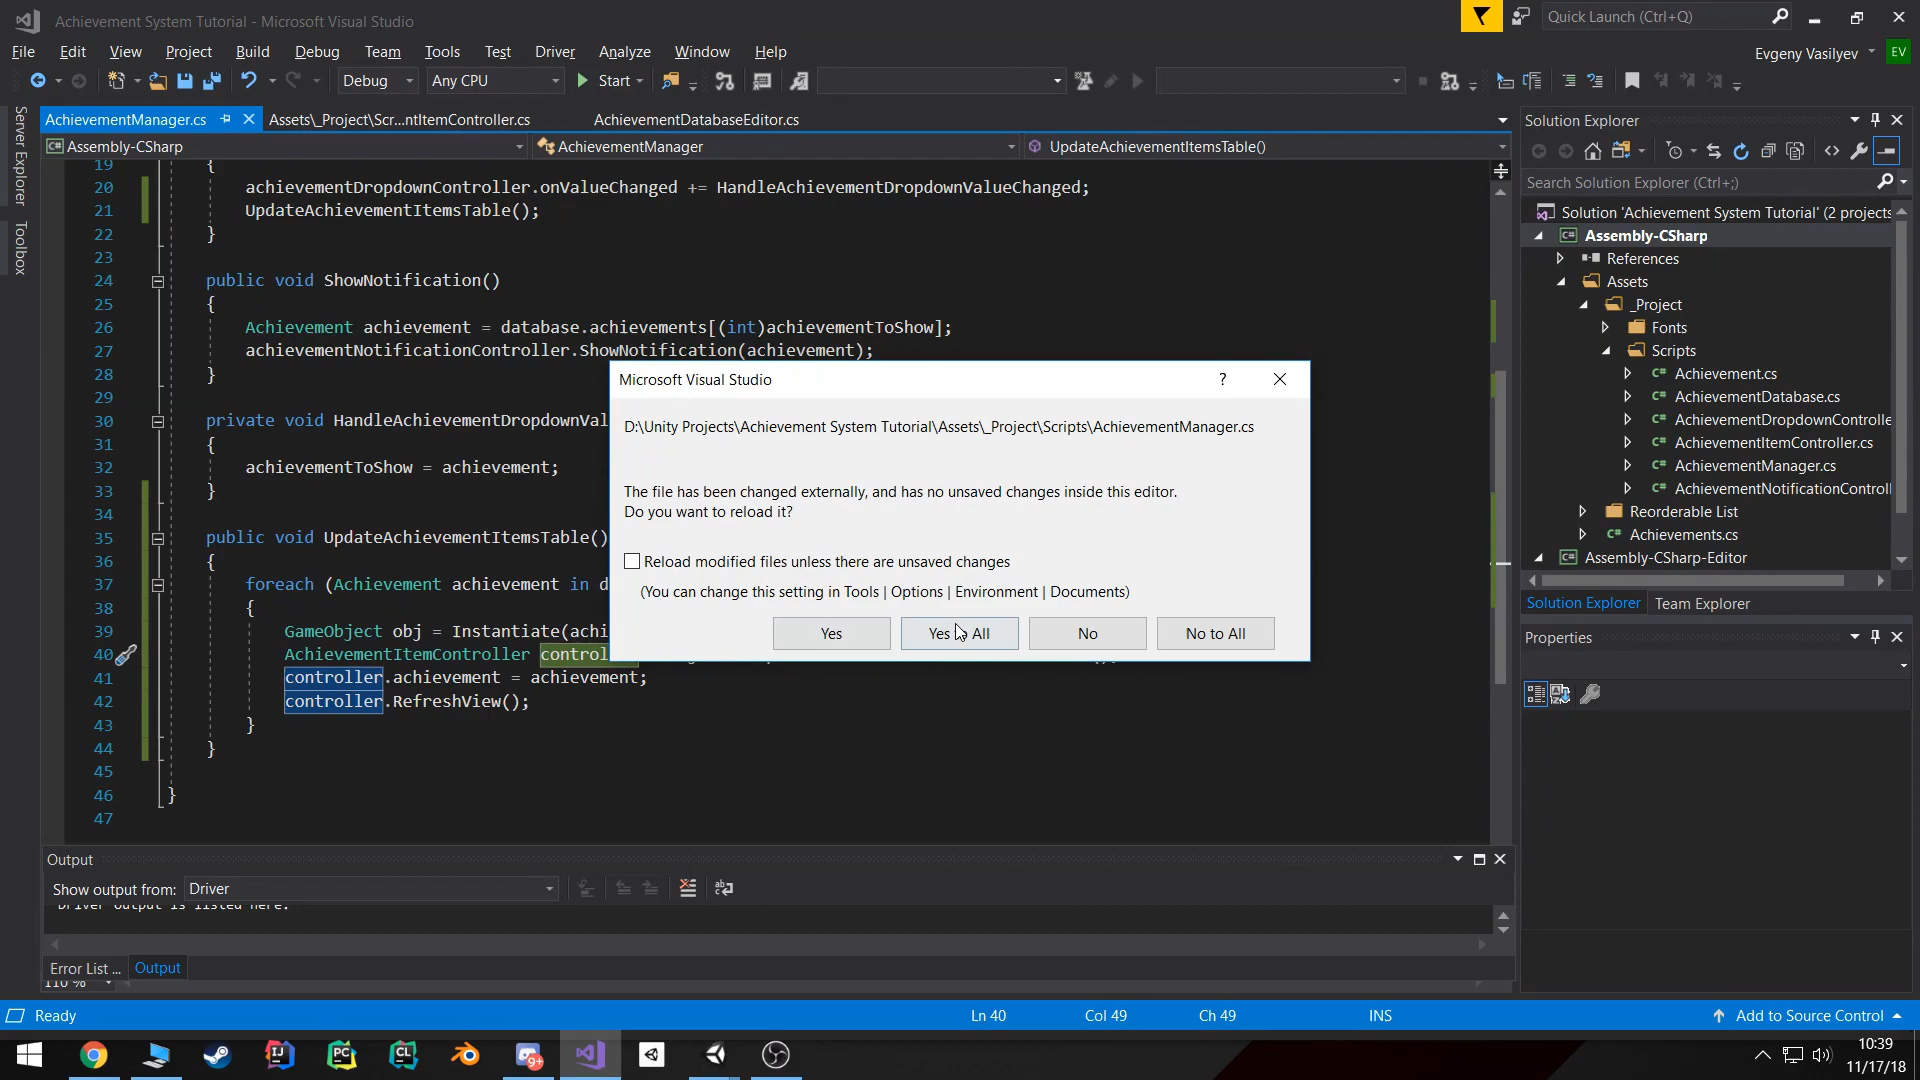 Achievement System Tutorial - Microsoft Visual Studio
Quick Launch (Ctrl+Q)
File Edit View Project Build Debug Team Tools Test Driver Analyze Window Help
Evgeny Vasilyev EV
Debug Any CPU Start
Server Explorer
Toolbox
AchievementManager.cs Assets\_Project\Scr...ntItemController.cs AchievementDatabaseEditor.cs
Assembly-CSharp AchievementManager UpdateAchievementItemsTable()
19 {
20 achievementDropdownController.onValueChanged += HandleAchievementDropdownValueChanged;
21 UpdateAchievementItemsTable();
22 }
23
24 public void ShowNotification()
25 {
26 Achievement achievement = database.achievements[(int)achievementToShow];
27 achievementNotificationController.ShowNotification(achievement);
28 }
29
30 private void HandleAchievementDropdownVal
31 {
32 achievementToShow = achievement;
33 }
34
35 public void UpdateAchievementItemsTable()
36 {
37 foreach (Achievement achievement in d
38 {
39 GameObject obj = Instantiate(achi
40 AchievementItemController control
41 controller.achievement = achievement;
42 controller.RefreshView();
43 }
44 }
45
46 }
47
Microsoft Visual Studio ?
D:\Unity Projects\Achievement System Tutorial\Assets\_Project\Scripts\AchievementManager.cs
The file has been changed externally, and has no unsaved changes inside this editor.
Do you want to reload it?
Reload modified files unless there are unsaved changes
(You can change this setting in Tools | Options | Environment | Documents)
Yes Yes to All No No to All
Solution Explorer
Search Solution Explorer (Ctrl+;)
Solution 'Achievement System Tutorial' (2 projects
C# Assembly-CSharp
References
Assets
_Project
Fonts
Scripts
C# Achievement.cs
C# AchievementDatabase.cs
C# AchievementDropdownControlle
C# AchievementItemController.cs
C# AchievementManager.cs
C# AchievementNotificationControl
Reorderable List
C# Achievements.cs
C# Assembly-CSharp-Editor
Solution Explorer Team Explorer
Properties
Output
Show output from: Driver
Driver output is listed here.
Error List ... Output
110 %
Ready Ln 40 Col 49 Ch 49 INS Add to Source Control
IJ PC CL 9+
10:39
11/17/18